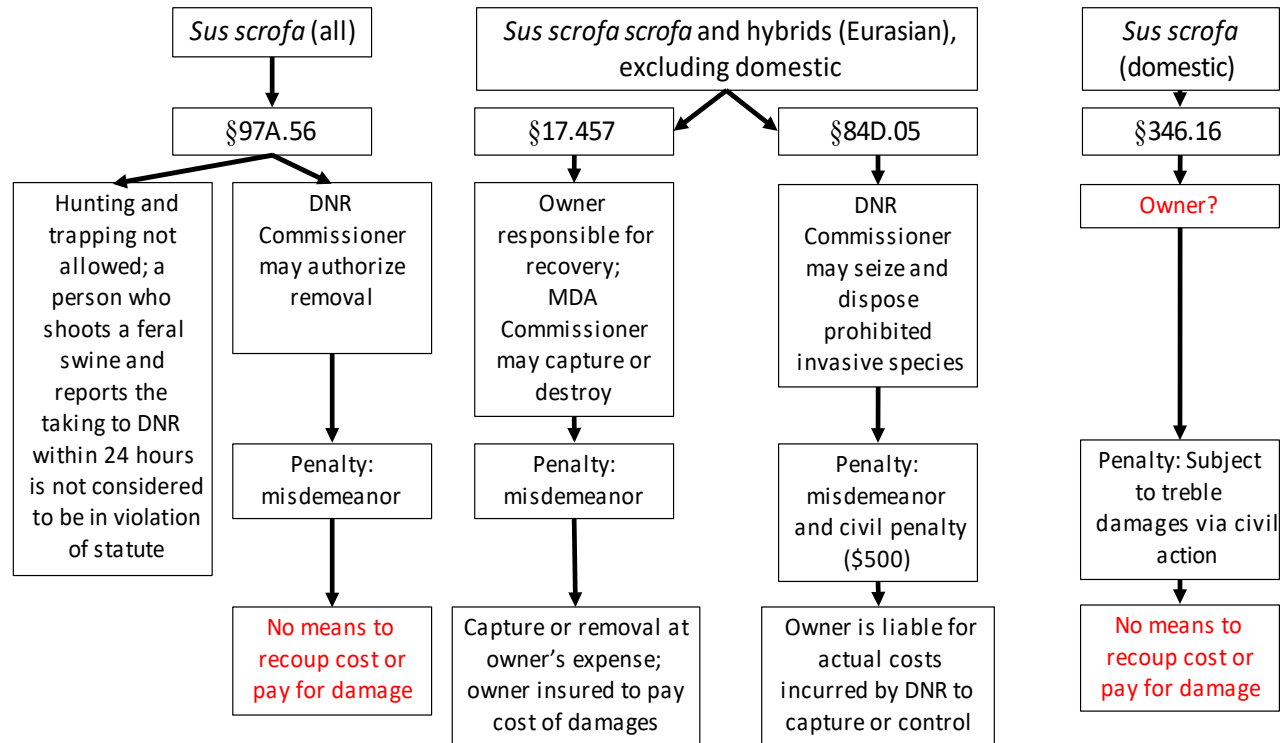 Sus scrofa (all)
§97A.56
Hunting and
trapping not
allowed; a
person who
shoots a feral
swine and
reports the
taking to DNR
within 24 hours
is not considered
to be in violation
of statute
DNR
Commissioner
may authorize
removal
Penalty:
misdemeanor
No means to
recoup cost or
pay for damage
Sus scrofa scrofa and hybrids (Eurasian),
excluding domestic
§17.457
Owner
responsible for
recovery;
MDA
Commissioner
may capture or
destroy
Penalty:
misdemeanor
Capture or removal at
owner’s expense;
owner insured to pay
cost of damages
§84D.05
DNR
Commissioner
may seize and
dispose
prohibited
invasive species
Penalty:
misdemeanor
and civil penalty
($500)
Owner is liable for
actual costs
incurred by DNR to
capture or control
Sus scrofa
(domestic)
§346.16
Owner?
Penalty: Subject
to treble
damages via civil
action
No means to
recoup cost or
pay for damage